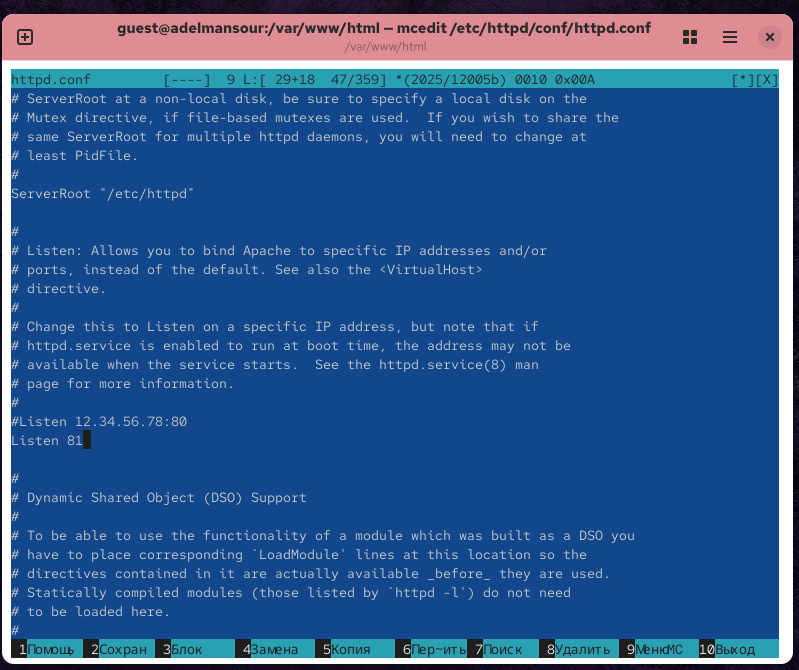 guest@adelmansour:/var/www/html — mcedit /etc/httpd/conf/httpd.conf
/var/www/html
httpd.conf         [----]  9 L:[ 29+18  47/359] *(2025/12005b) 0010 0x00A                 [*][X]
# ServerRoot at a non-local disk, be sure to specify a local disk on the
# Mutex directive, if file-based mutexes are used.  If you wish to share the
# same ServerRoot for multiple httpd daemons, you will need to change at
# least PidFile.
#
ServerRoot "/etc/httpd"

#
# Listen: Allows you to bind Apache to specific IP addresses and/or
# ports, instead of the default. See also the <VirtualHost>
# directive.
#
# Change this to Listen on a specific IP address, but note that if
# httpd.service is enabled to run at boot time, the address may not be
# available when the service starts.  See the httpd.service(8) man
# page for more information.
#
#Listen 12.34.56.78:80
Listen 81

#
# Dynamic Shared Object (DSO) Support
#
# To be able to use the functionality of a module which was built as a DSO you
# have to place corresponding `LoadModule' lines at this location so the
# directives contained in it are actually available _before_ they are used.
# Statically compiled modules (those listed by `httpd -l') do not need
# to be loaded here.
#
1Помощь 2Сохран 3Блок 4Замена 5Копия 6Пер~ить 7Поиск 8Удалить 9МенюMC 10Выход